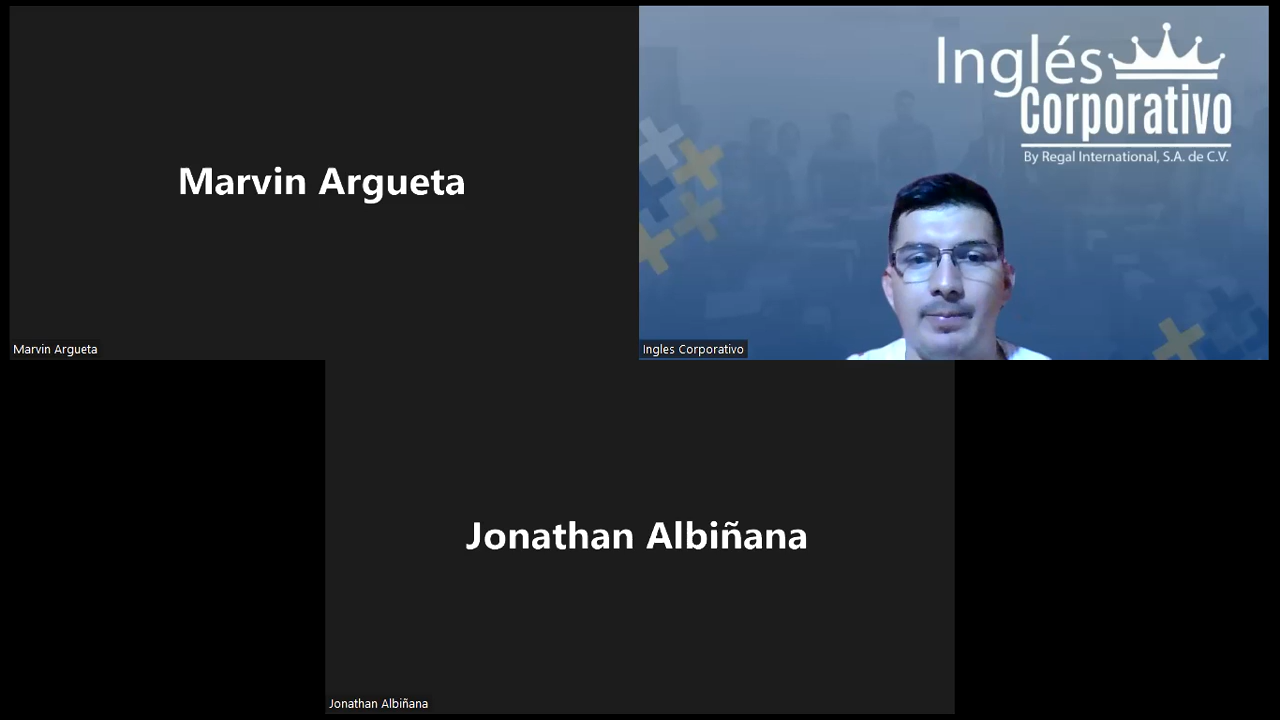 Marvin Argueta
Marvin Argueta
Inglés
Corporativo
By Regal International, S.A. de C.V.
Ingles Corporativo
Jonathan Albiñana
Jonathan Albiñana